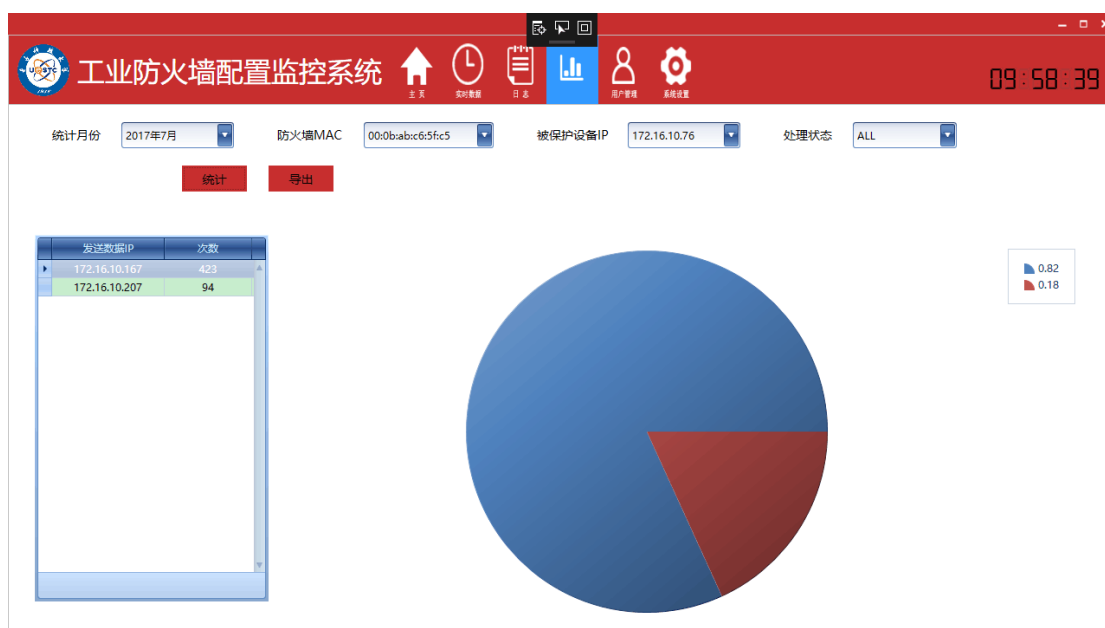 工业防火墙配置监控系统
主 页
实时数据
日 志
用户管理
系统设置
09:58:39
统计月份 2017年7月 防火墙MAC 00:0b:ab:c6:5f:c5 被保护设备IP 172.16.10.76 处理状态 ALL
统计 导出
发送数据IP 次数
172.16.10.167 423
172.16.10.207 94
0.82
0.18